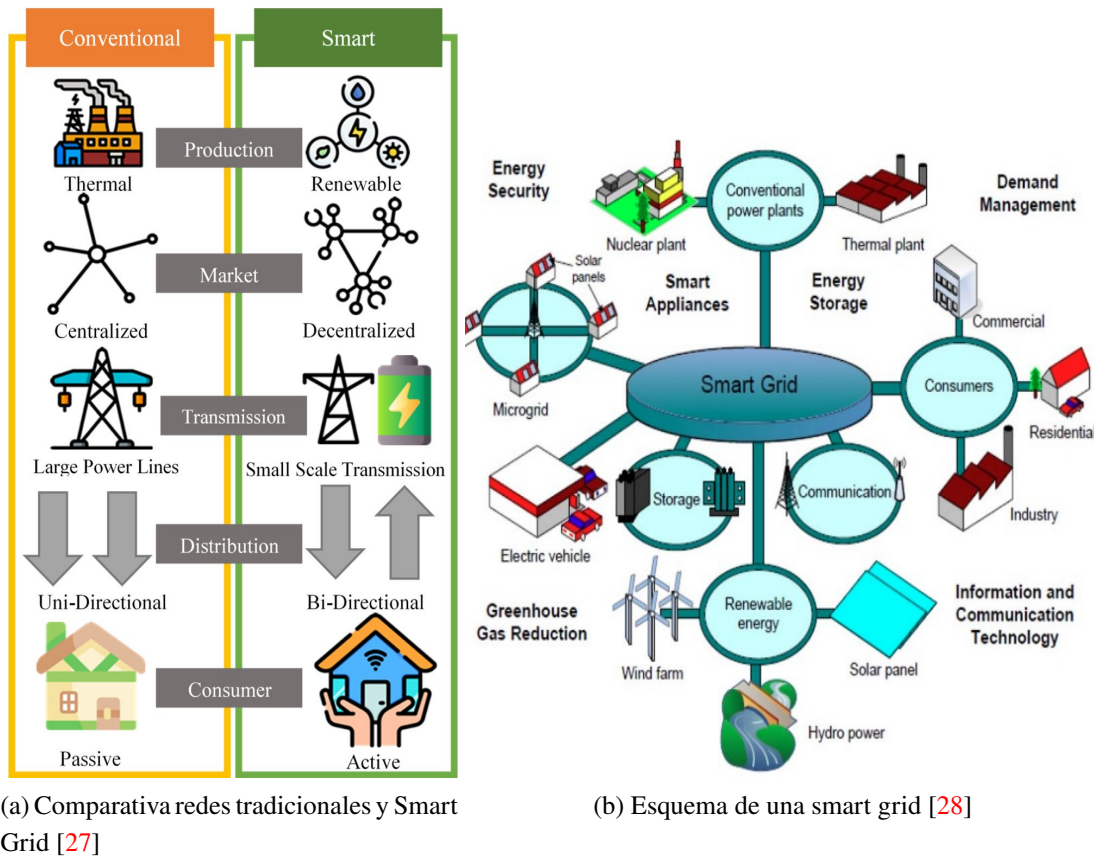 Conventional
Smart
Production
Thermal
Renewable
Market
Centralized
Decentralized
Transmission
Large Power Lines
Small Scale Transmission
Distribution
Uni-Directional
Bi-Directional
Consumer
Passive
Active
(a) Comparativa redes tradicionales y Smart
Grid [27]
Energy
Security
Conventional
power plants
Demand
Management
Nuclear plant
Thermal plant
Solar
panels
Smart
Appliances
Energy
Storage
Commercial
Smart Grid
Consumers
Microgrid
Residential
Storage
Communication
Industry
Electric vehicle
Greenhouse
Gas Reduction
Renewable
energy
Information and
Communication
Technology
Wind farm
Solar panel
Hydro power
(b) Esquema de una smart grid [28]